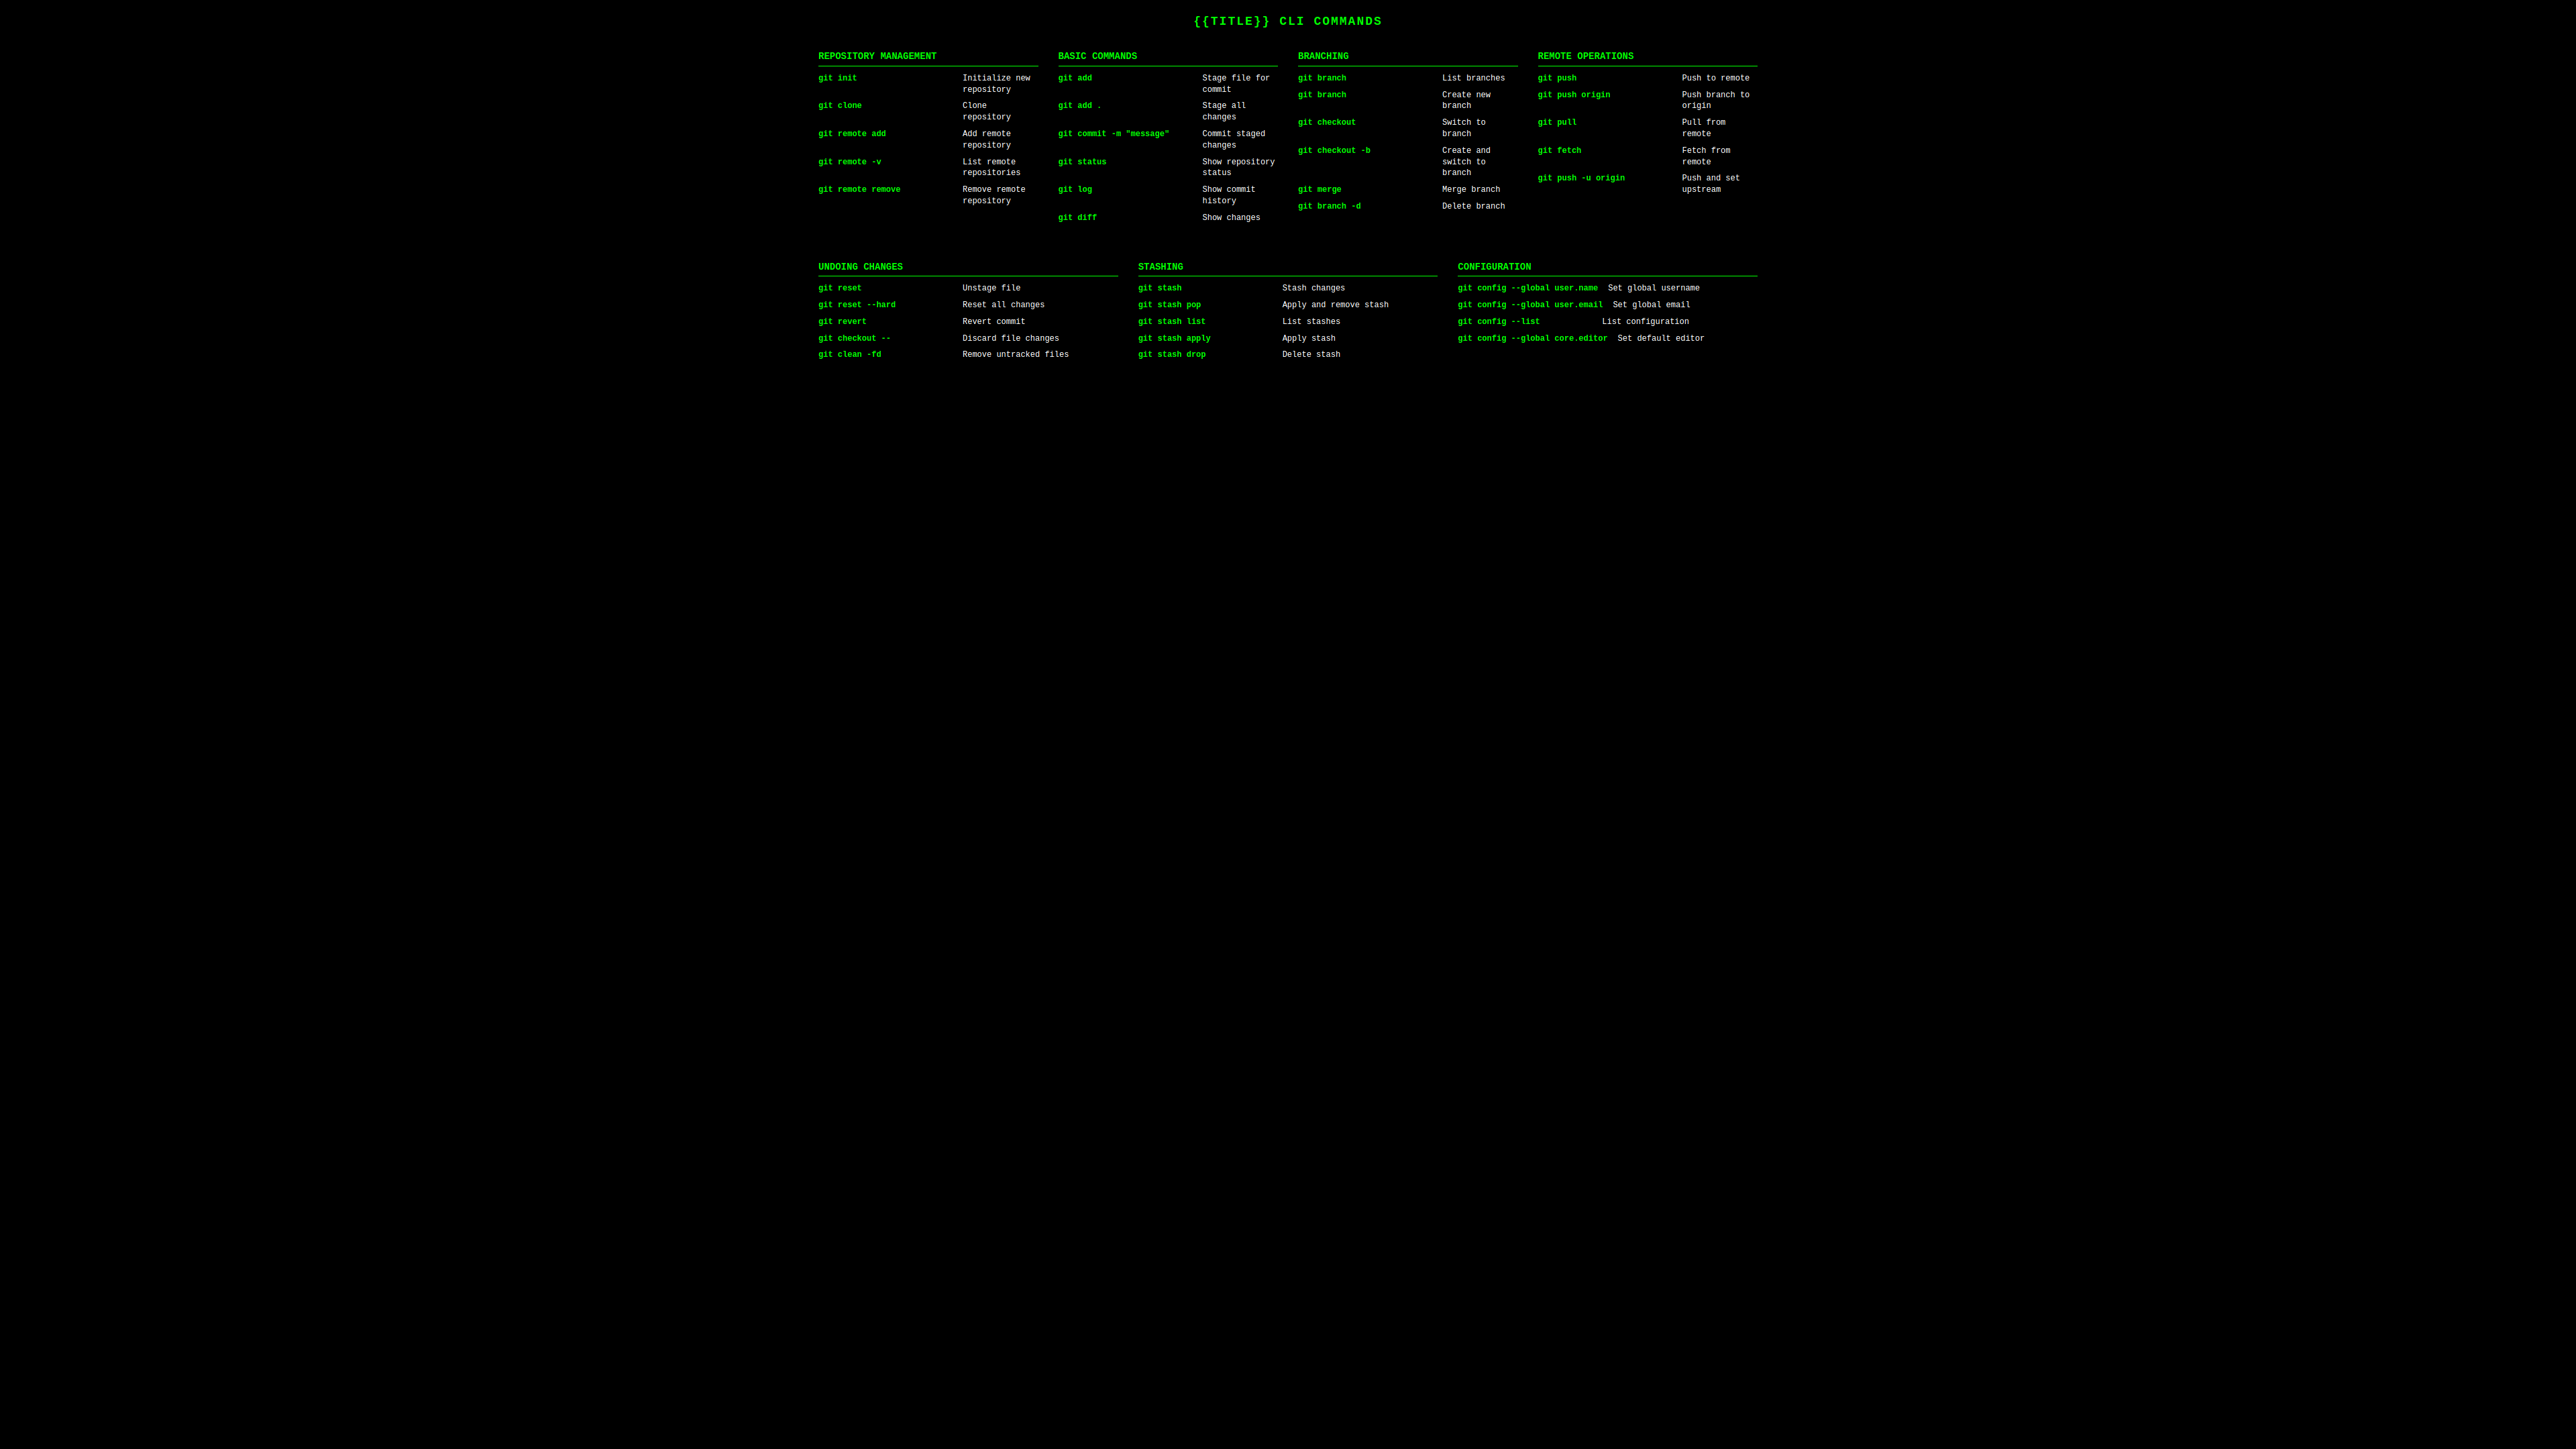 {{TITLE}} CLI COMMANDS
REPOSITORY MANAGEMENT
git init Initialize new
repository
git clone Clone
repository
git remote add Add remote
repository
git remote -v List remote
repositories
git remote remove Remove remote
repository
BASIC COMMANDS
git add Stage file for
commit
git add . Stage all
changes
git commit -m "message" Commit staged
changes
git status Show repository
status
git log Show commit
history
git diff Show changes
BRANCHING
git branch List branches
git branch Create new
branch
git checkout Switch to
branch
git checkout -b Create and
switch to
branch
git merge Merge branch
git branch -d Delete branch
REMOTE OPERATIONS
git push Push to remote
git push origin Push branch to
origin
git pull Pull from
remote
git fetch Fetch from
remote
git push -u origin Push and set
upstream
UNDOING CHANGES
git reset Unstage file
git reset --hard Reset all changes
git revert Revert commit
git checkout -- Discard file changes
git clean -fd Remove untracked files
STASHING
git stash Stash changes
git stash pop Apply and remove stash
git stash list List stashes
git stash apply Apply stash
git stash drop Delete stash
CONFIGURATION
git config --global user.name Set global username
git config --global user.email Set global email
git config --list List configuration
git config --global core.editor Set default editor